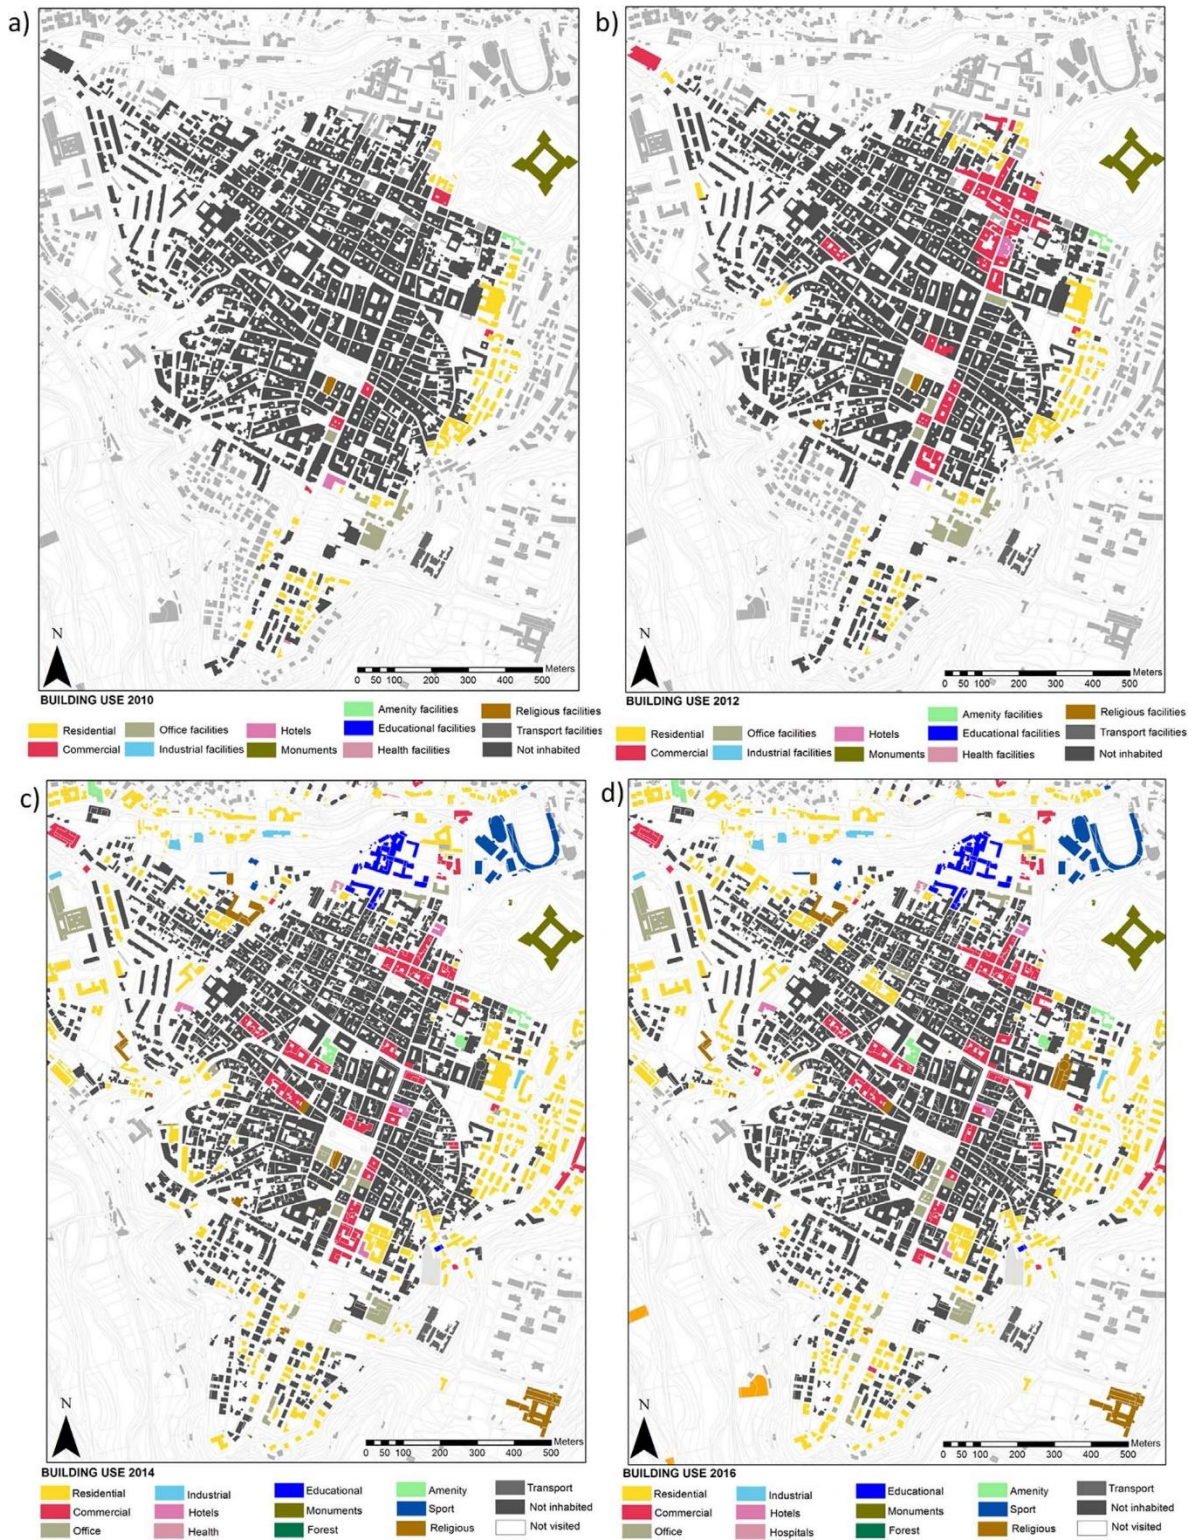 a)
b)
N
N
Meters
0 50 100 200 300 400 500
Meters
0 50 100 200 300 400 500
BUILDING USE 2010
Residential
Office facilities
Hotels
Amenity facilities
Religious facilities
Commercial
Industrial facilities
Monuments
Educational facilities
Transport facilities
Health facilities
Not inhabited
BUILDING USE 2012
Residential
Office facilities
Hotels
Amenity facilities
Religious facilities
Commercial
Industrial facilities
Monuments
Educational facilities
Transport facilities
Health facilities
Not inhabited
c)
d)
N
N
Meters
0 50 100 200 300 400 500
Meters
0 50 100 200 300 400 500
BUILDING USE 2014
Residential
Industrial
Educational
Amenity
Transport
Commercial
Hotels
Monuments
Sport
Not inhabited
Office
Health
Forest
Religious
Not visited
BUILDING USE 2016
Residential
Industrial
Educational
Amenity
Transport
Commercial
Hotels
Monuments
Sport
Not inhabited
Office
Hospitals
Forest
Religious
Not visited